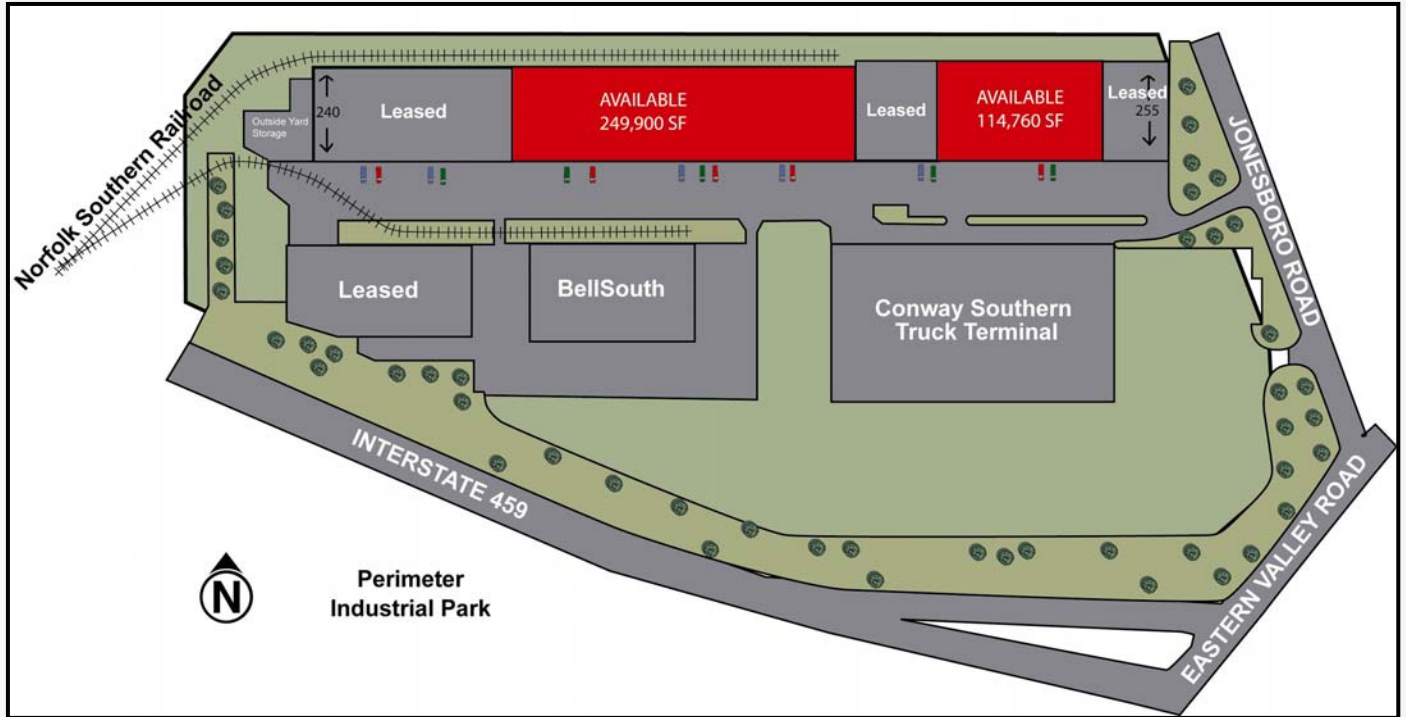 Norfolk Southern Railroad
Outside Yard
Storage
240
Leased
AVAILABLE
249,900 SF
Leased
AVAILABLE
114,760 SF
Leased
255
JONESBORO ROAD
Leased
BellSouth
Conway Southern
Truck Terminal
INTERSTATE 459
EASTERN VALLEY ROAD
N
Perimeter
Industrial Park